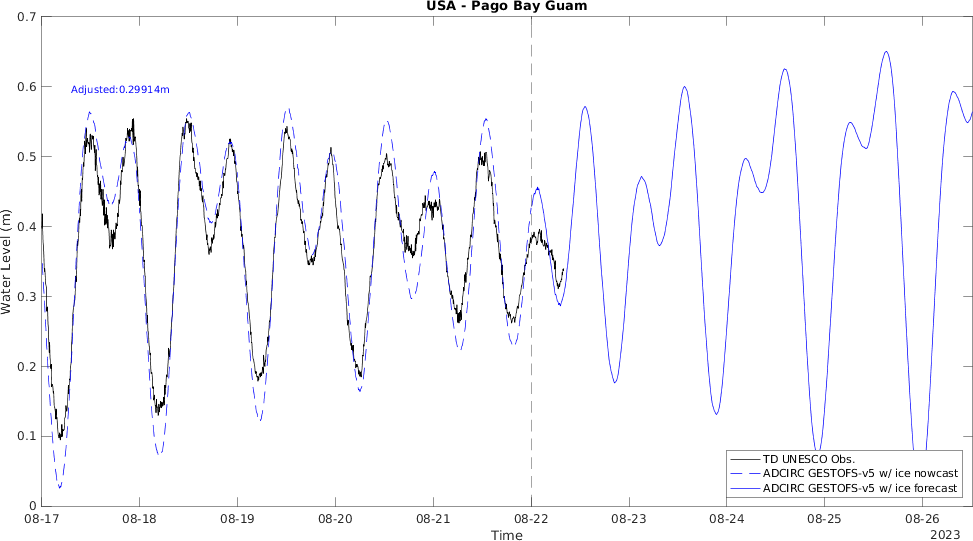 USA - Pago Bay Guam
0.7
0.6
0.5
0.4
0.3
0.2
0.1
0
Water Level (m)
Adjusted:0.29914m
TD UNESCO Obs.
ADCIRC GESTOFS-v5 w/ ice nowcast
ADCIRC GESTOFS-v5 w/ ice forecast
08-17 08-18 08-19 08-20 08-21 08-22 08-23 08-24 08-25 08-26
Time
2023